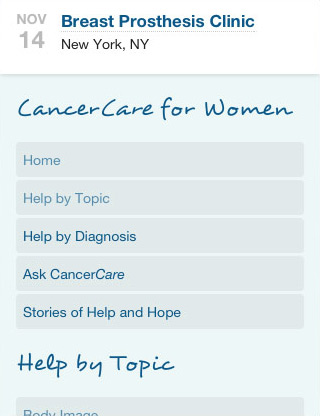 NOV
14
Breast Prosthesis Clinic
New York, NY
CancerCare for Women
Home
Help by Topic
Help by Diagnosis
Ask CancerCare
Stories of Help and Hope
Help by Topic
Body Image